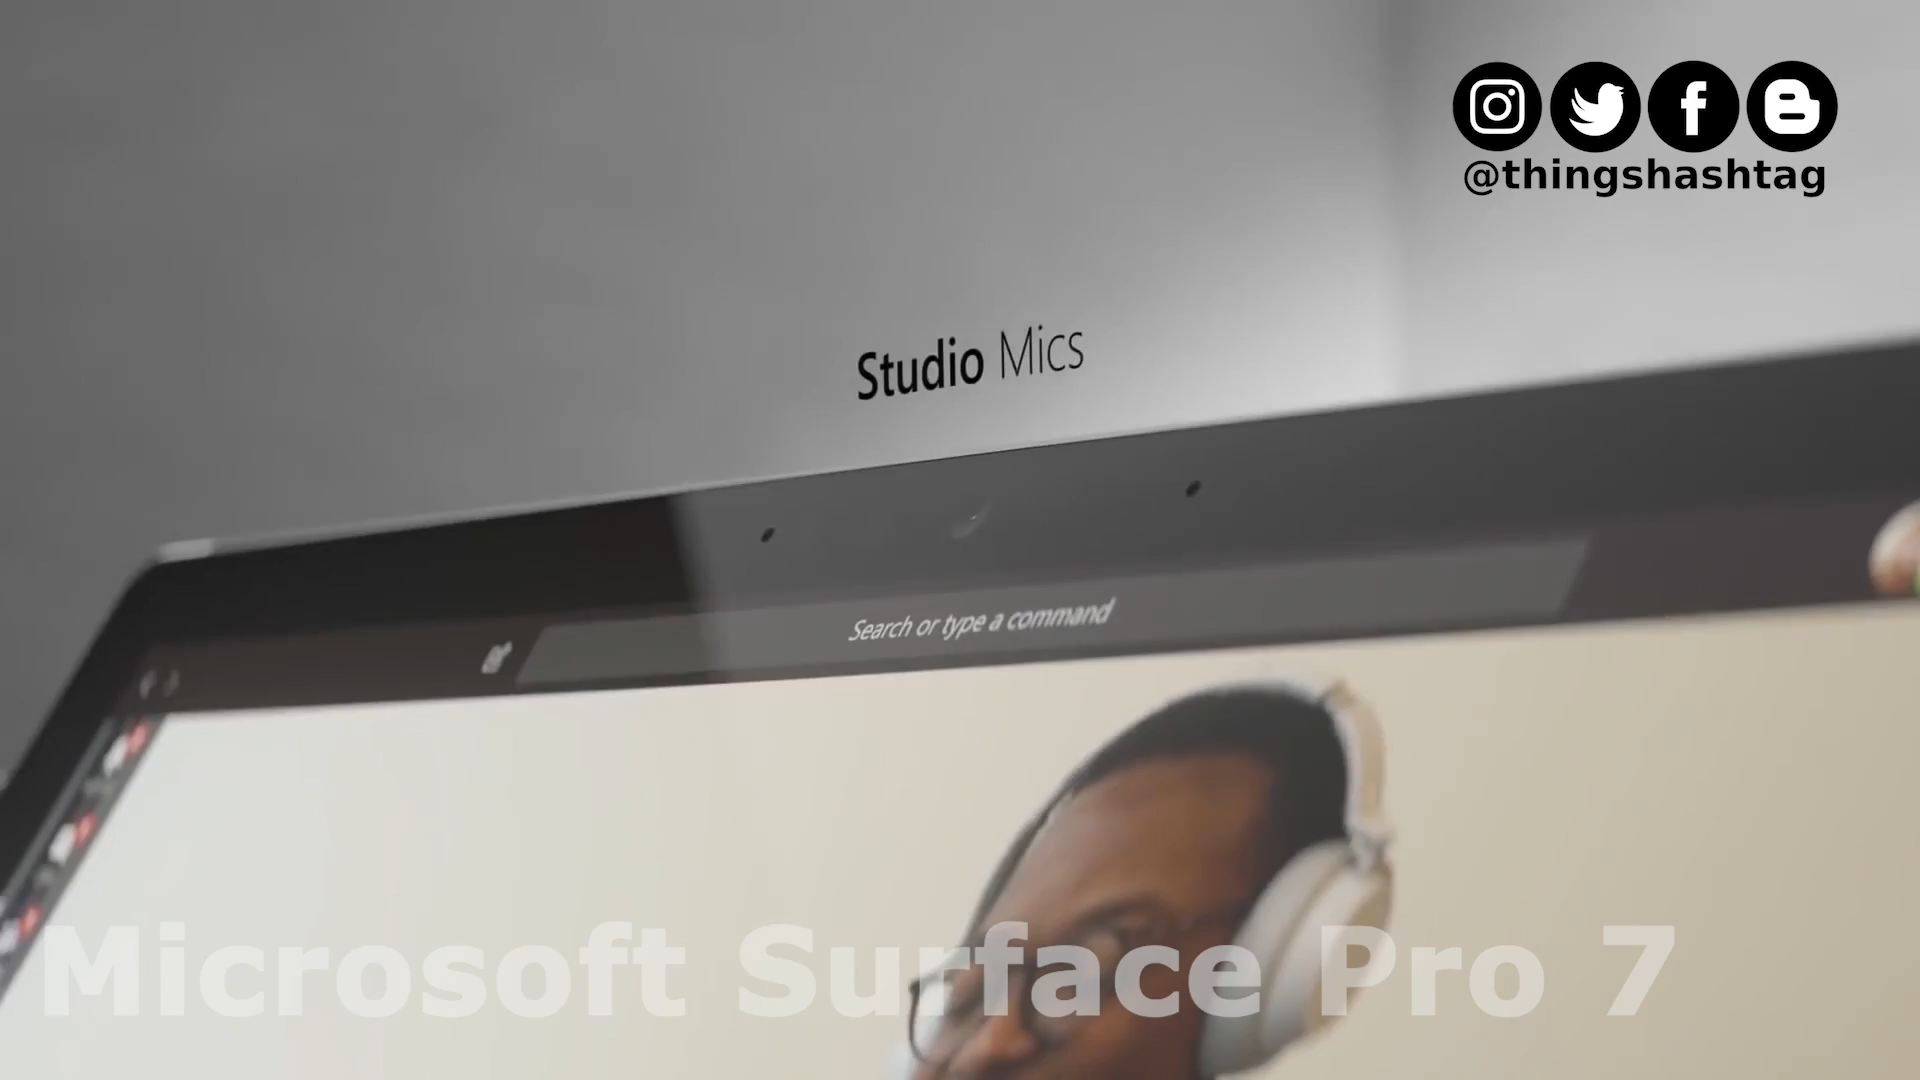 @thingshashtag
Studio Mics
Search or type a command
Microsoft Surface Pro 7